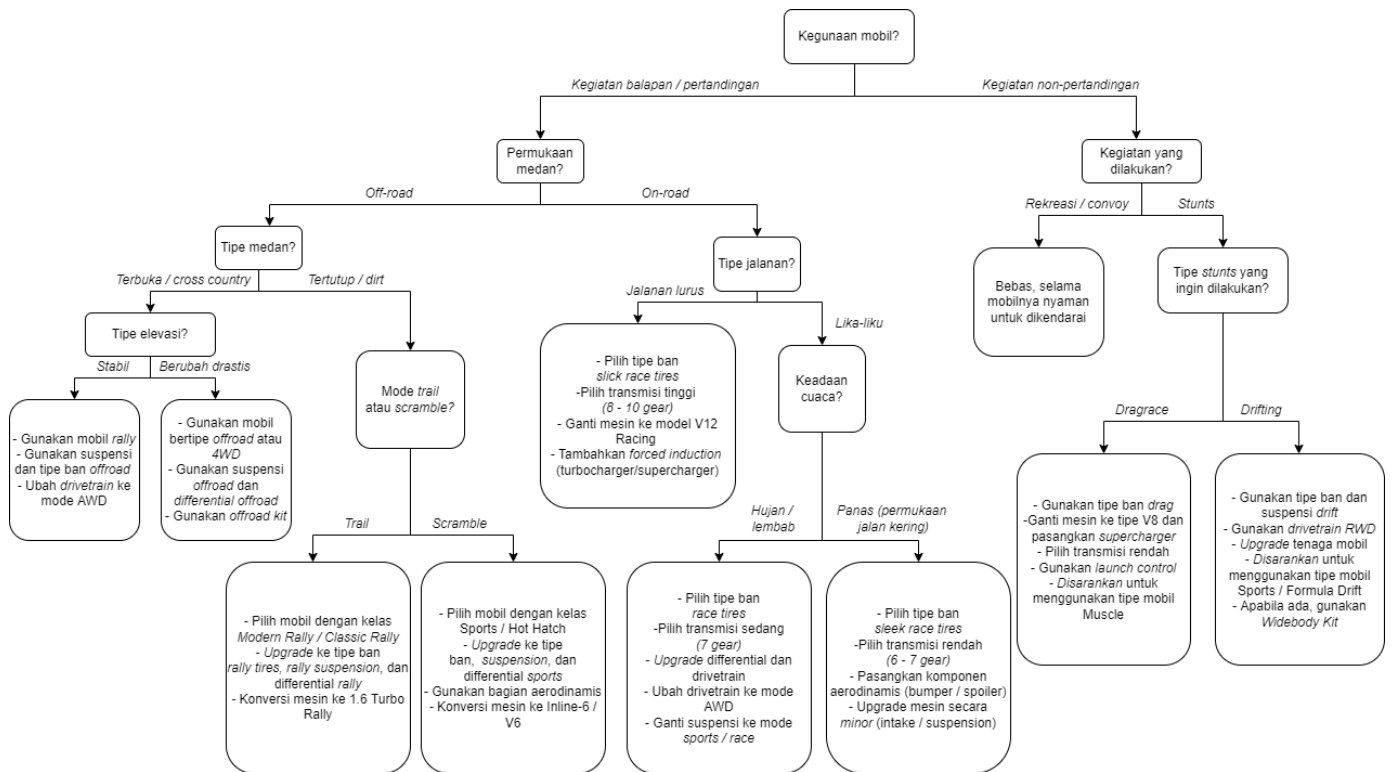 Kegunaan mobil?
Kegiatan balapan / pertandingan
Kegiatan non-pertandingan
Permukaan
medan?
Kegiatan yang
dilakukan?
Off-road
On-road
Rekreasi / convoy
Stunts
Tipe medan?
Tipe jalanan?
Bebas, selama
mobilnya nyaman
untuk dikendarai
Tipe stunts yang
ingin dilakukan?
Terbuka / cross country
Tertutup / dirt
Jalanan lurus
Lika-liku
Tipe elevasi?
Stabil
Berubah drastis
Mode trail
atau scramble?
- Pilih tipe ban
slick race tires
-Pilih transmisi tinggi
(8 - 10 gear)
- Ganti mesin ke model V12
Racing
- Tambahkan forced induction
(turbocharger/supercharger)
Keadaan
cuaca?
Dragrace
Drifting
- Gunakan mobil rally
- Gunakan suspensi
dan tipe ban offroad
- Ubah drivetrain ke
mode AWD
- Gunakan mobil
bertipe offroad atau
4WD
- Gunakan suspensi
offroad dan
differential offroad
- Gunakan offroad kit
Trail
Scramble
Hujan /
lembab
Panas (permukaan
jalan kering)
- Gunakan tipe ban drag
-Ganti mesin ke tipe V8 dan
pasangkan supercharger
- Pilih transmisi rendah
- Gunakan launch control
- Disarankan untuk
menggunakan tipe mobil
Muscle
- Gunakan tipe ban dan
suspensi drift
- Gunakan drivetrain RWD
- Upgrade tenaga mobil
- Disarankan untuk
menggunakan tipe mobil
Sports / Formula Drift
- Apabila ada, gunakan
Widebody Kit
- Pilih mobil dengan kelas
Modern Rally / Classic Rally
- Upgrade ke tipe ban
rally tires, rally suspension, dan
differential rally
- Konversi mesin ke 1.6 Turbo
Rally
- Pilih mobil dengan kelas
Sports / Hot Hatch
- Upgrade ke tipe
ban, suspension, dan
differential sports
- Gunakan bagian aerodinamis
- Konversi mesin ke Inline-6 /
V6
- Pilih tipe ban
race tires
-Pilih transmisi sedang
(7 gear)
- Upgrade differential dan
drivetrain
- Ubah drivetrain ke mode
AWD
- Ganti suspensi ke mode
sports / race
- Pilih tipe ban
sleek race tires
-Pilih transmisi rendah
(6 - 7 gear)
- Pasangkan komponen
aerodinamis (bumper / spoiler)
- Upgrade mesin secara
minor (intake / suspension)